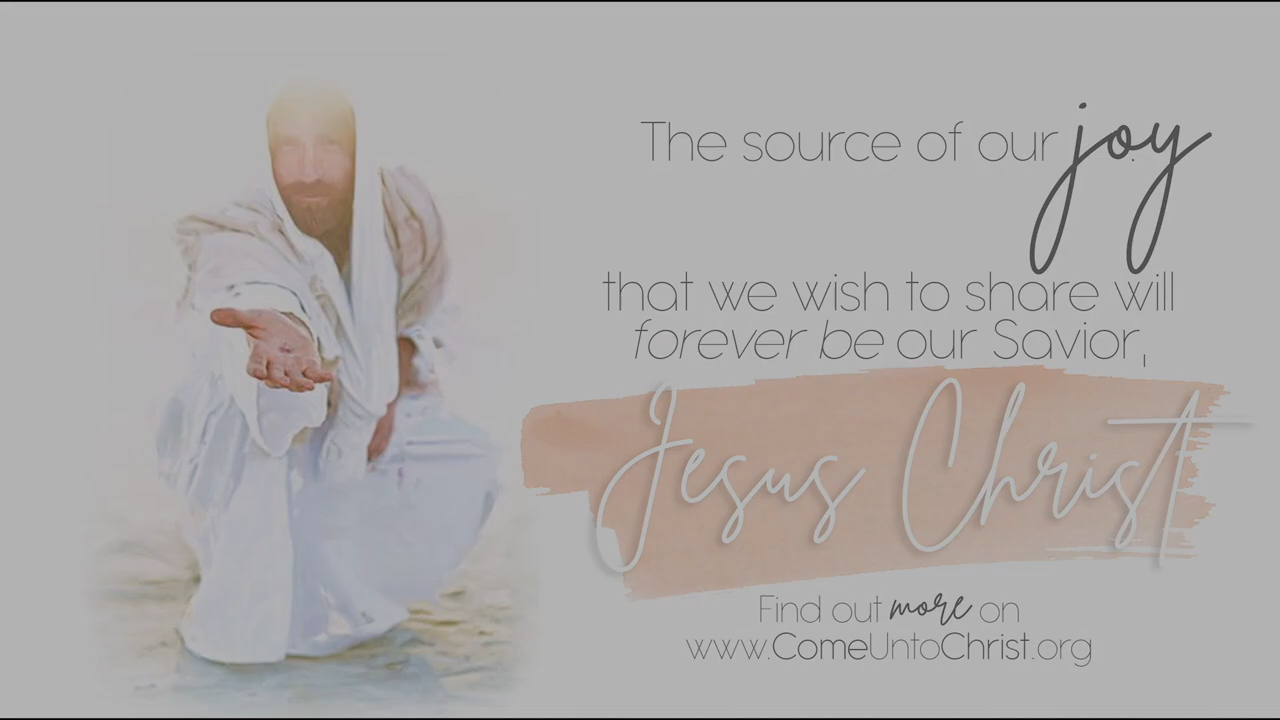 The source of our joy
that we wish to share will
forever be our Savior,
Jesus Christ
Find out more on
www.ComeUntoChrist.org